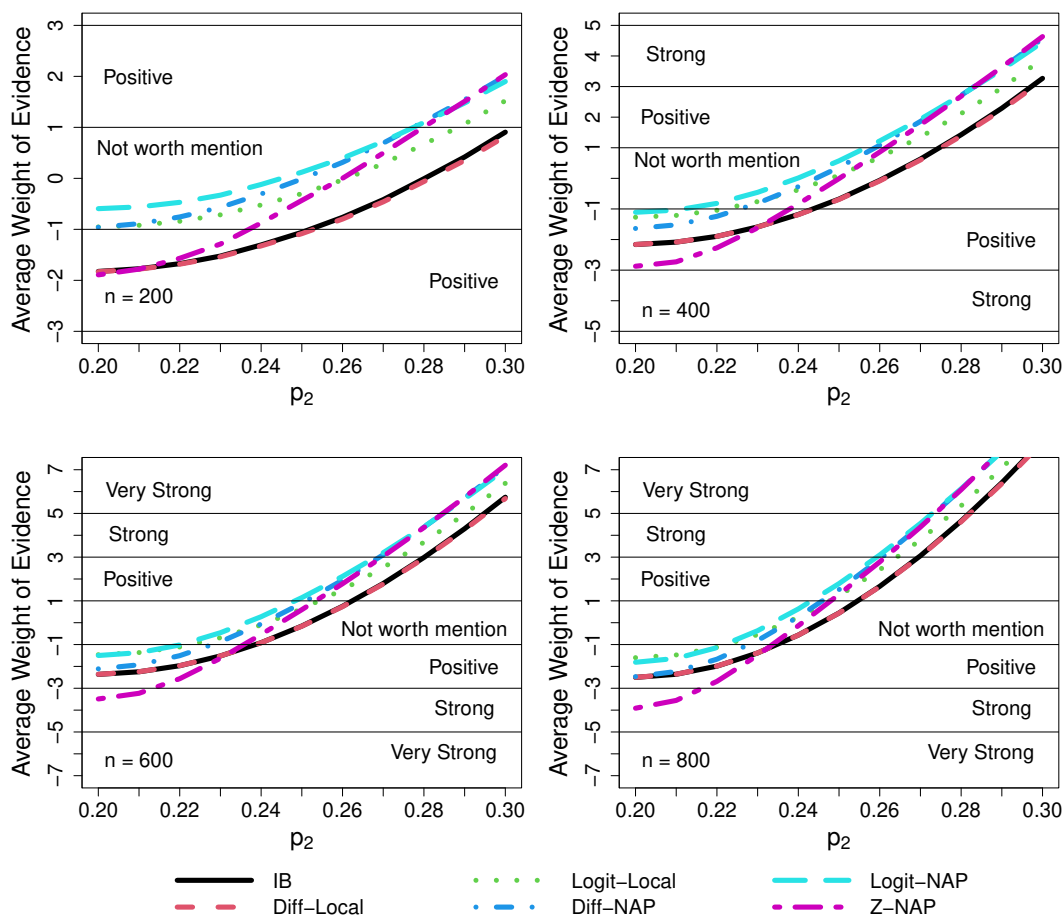 Average Weight of Evidence
3
2
1
0
−1
−2
−3
Positive
Not worth mention
Positive
n = 200
0.20 0.22 0.24 0.26 0.28 0.30
p2
Average Weight of Evidence
5
4
3
2
1
0
−1
−3
−5
Strong
Positive
Not worth mention
Positive
Strong
n = 400
0.20 0.22 0.24 0.26 0.28 0.30
p2
Average Weight of Evidence
7
5
3
1
−1
−3
−5
−7
Very Strong
Strong
Positive
Not worth mention
Positive
Strong
Very Strong
n = 600
0.20 0.22 0.24 0.26 0.28 0.30
p2
Average Weight of Evidence
7
5
3
1
−1
−3
−5
−7
Very Strong
Strong
Positive
Not worth mention
Positive
Strong
Very Strong
n = 800
0.20 0.22 0.24 0.26 0.28 0.30
p2
IB Logit−Local Logit−NAP
Diff−Local Diff−NAP Z−NAP